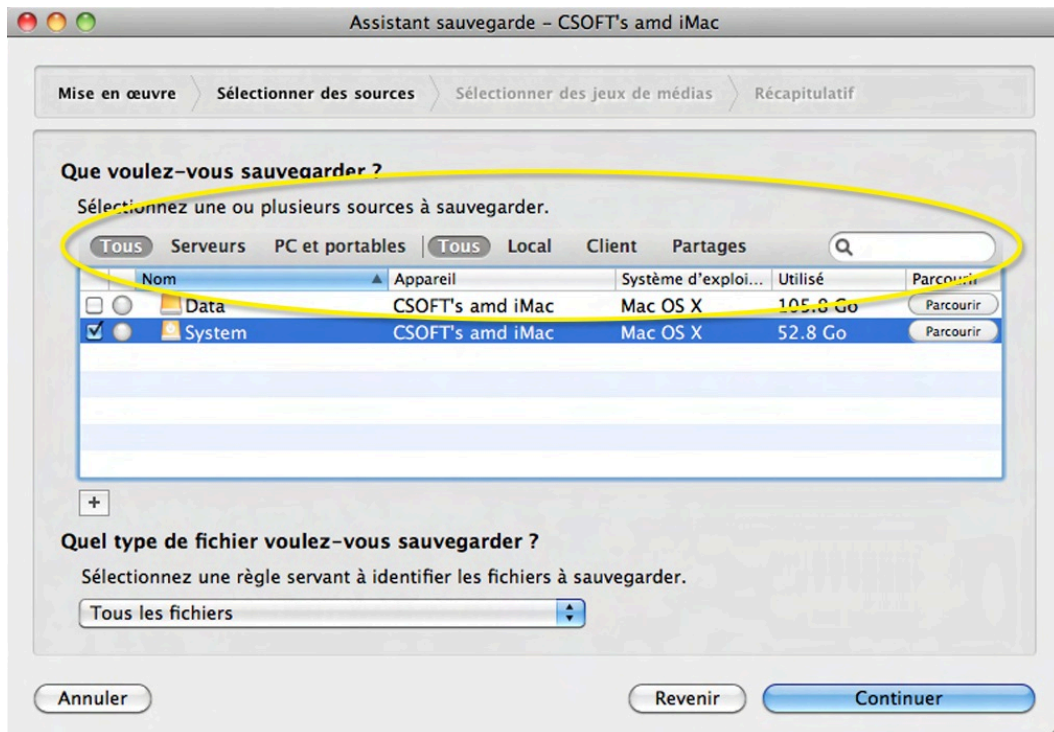 Assistant sauvegarde – CSOFT's amd iMac
Mise en œuvre Sélectionner des sources Sélectionner des jeux de médias Récapitulatif
Que voulez-vous sauvegarder ?
Sélectionnez une ou plusieurs sources à sauvegarder.
Tous Serveurs PC et portables Tous Local Client Partages
Nom Appareil Système d'exploi... Utilisé Parcourir
Data CSOFT's amd iMac Mac OS X 105.8 Go Parcourir
System CSOFT's amd iMac Mac OS X 52.8 Go Parcourir
+
Quel type de fichier voulez-vous sauvegarder ?
Sélectionnez une règle servant à identifier les fichiers à sauvegarder.
Tous les fichiers
Annuler Revenir Continuer